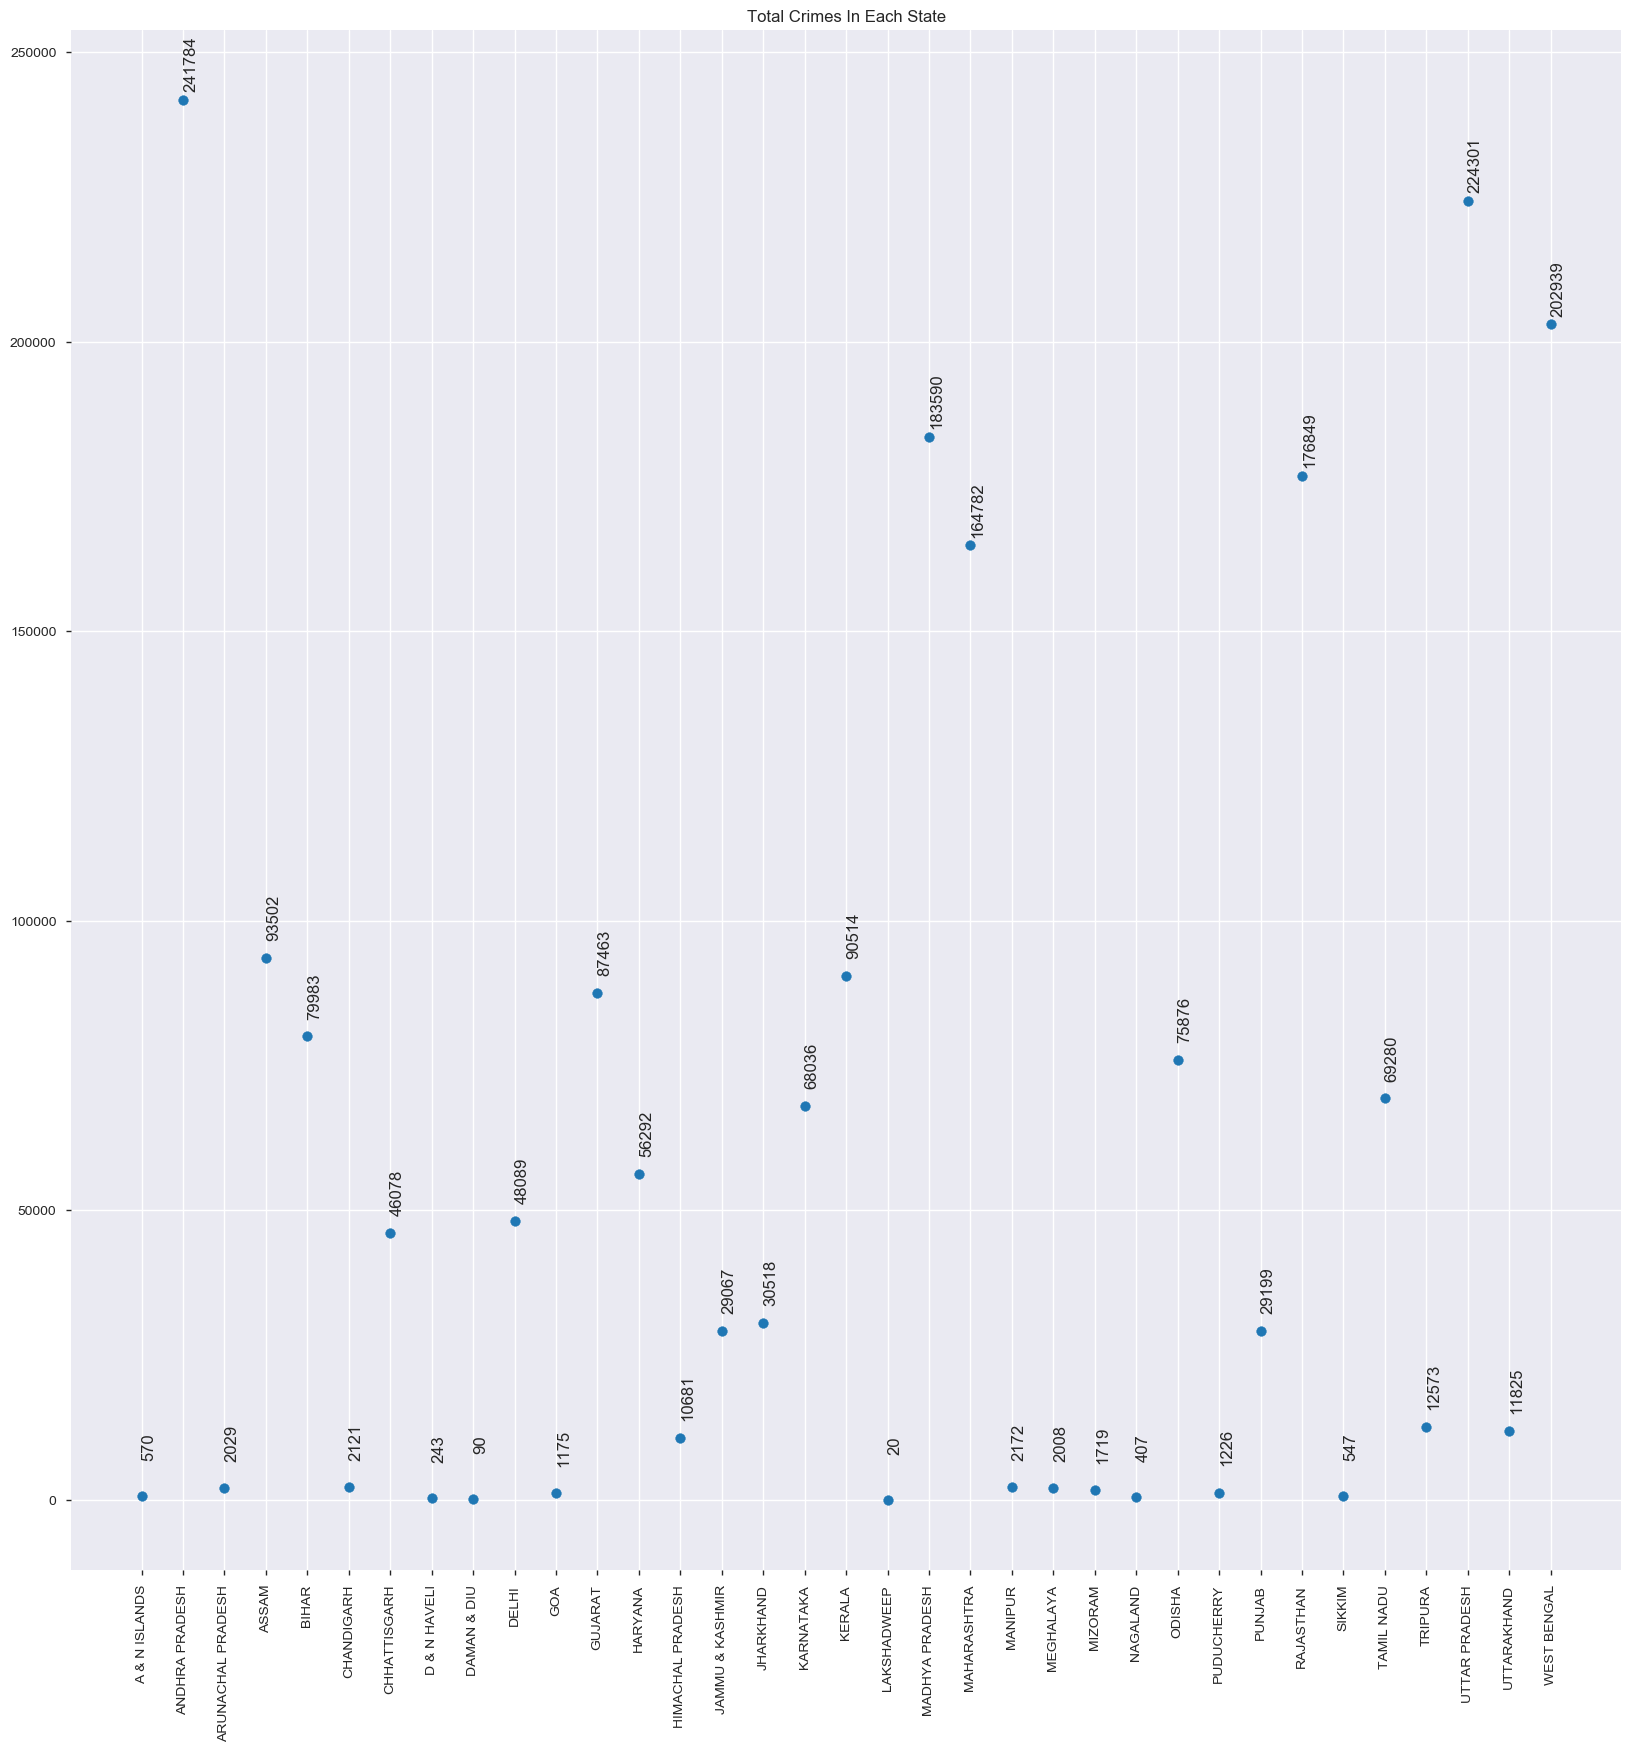 Total Crimes In Each State
250000
200000
150000
100000
50000
0
570
241784
2029
93502
79983
2121
46078
243
90
48089
1175
87463
56292
10681
29067
30518
68036
90514
20
183590
164782
2172
2008
1719
407
75876
1226
29199
176849
547
69280
12573
224301
11825
202939
A & N ISLANDS
ANDHRA PRADESH
ARUNACHAL PRADESH
ASSAM
BIHAR
CHANDIGARH
CHHATTISGARH
D & N HAVELI
DAMAN & DIU
DELHI
GOA
GUJARAT
HARYANA
HIMACHAL PRADESH
JAMMU & KASHMIR
JHARKHAND
KARNATAKA
KERALA
LAKSHADWEEP
MADHYA PRADESH
MAHARASHTRA
MANIPUR
MEGHALAYA
MIZORAM
NAGALAND
ODISHA
PUDUCHERRY
PUNJAB
RAJASTHAN
SIKKIM
TAMIL NADU
TRIPURA
UTTAR PRADESH
UTTARAKHAND
WEST BENGAL